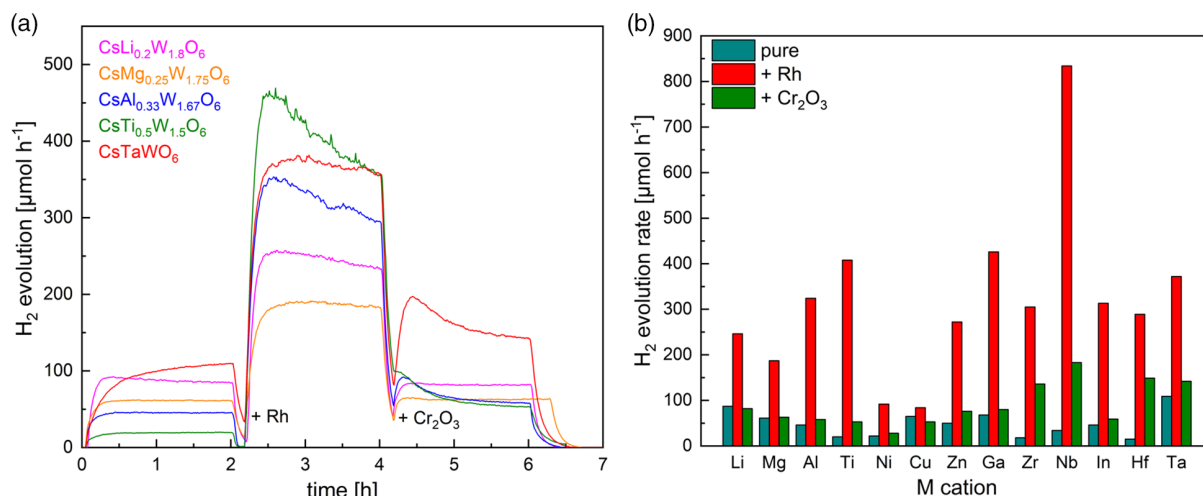 (a)
H₂ evolution [µmol h⁻¹]
500
400
300
200
100
0
CsLi₀.₂W₁.₈O₆
CsMg₀.₂₅W₁.₇₅O₆
CsAl₀.₃₃W₁.₆₇O₆
CsTi₀.₅W₁.₅O₆
CsTaWO₆
+ Rh
+ Cr₂O₃
0 1 2 3 4 5 6 7
time [h]
(b)
H₂ evolution rate [µmol h⁻¹]
900
800
700
600
500
400
300
200
100
0
pure
+ Rh
+ Cr₂O₃
Li Mg Al Ti Ni Cu Zn Ga Zr Nb In Hf Ta
M cation